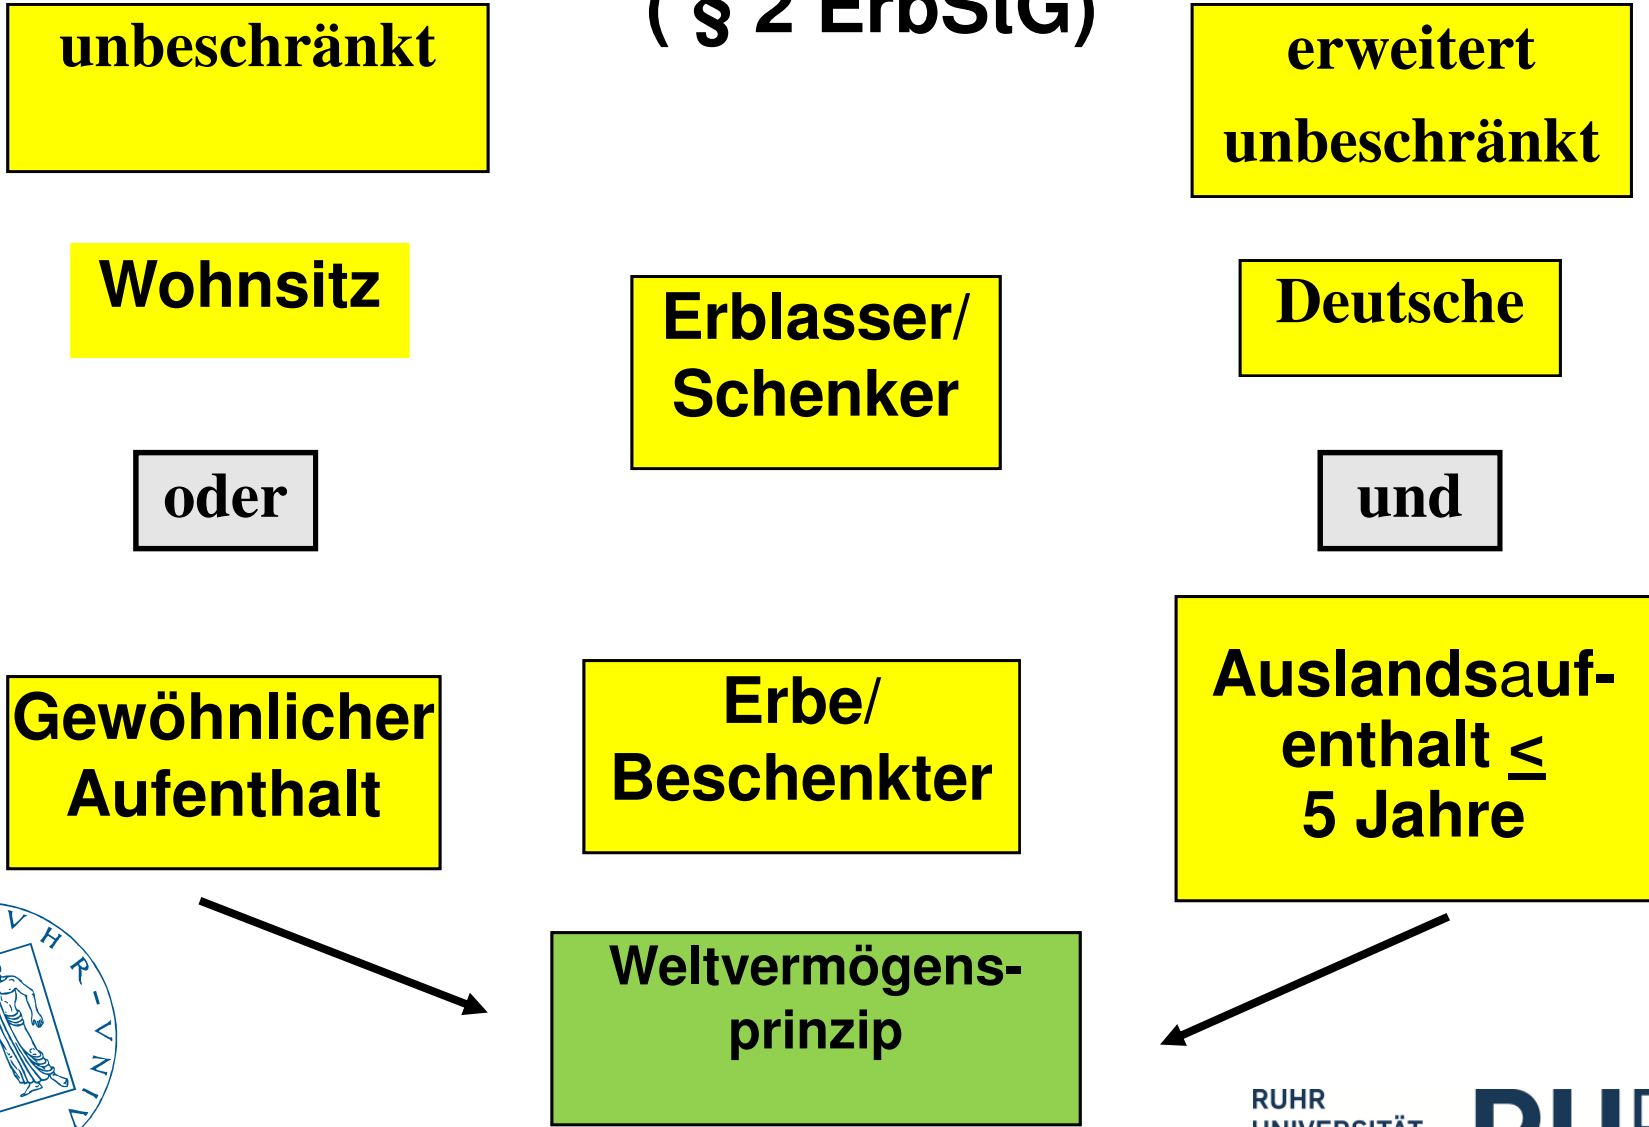 ( § 2 ErbStG)
unbeschränkt
erweitert
unbeschränkt
Wohnsitz
Erblasser/
Schenker
Deutsche
oder
und
Gewöhnlicher
Aufenthalt
Erbe/
Beschenkter
Auslandsauf-
enthalt ≤
5 Jahre
Weltvermögens-
prinzip
RUHR
UNIVERSITÄT